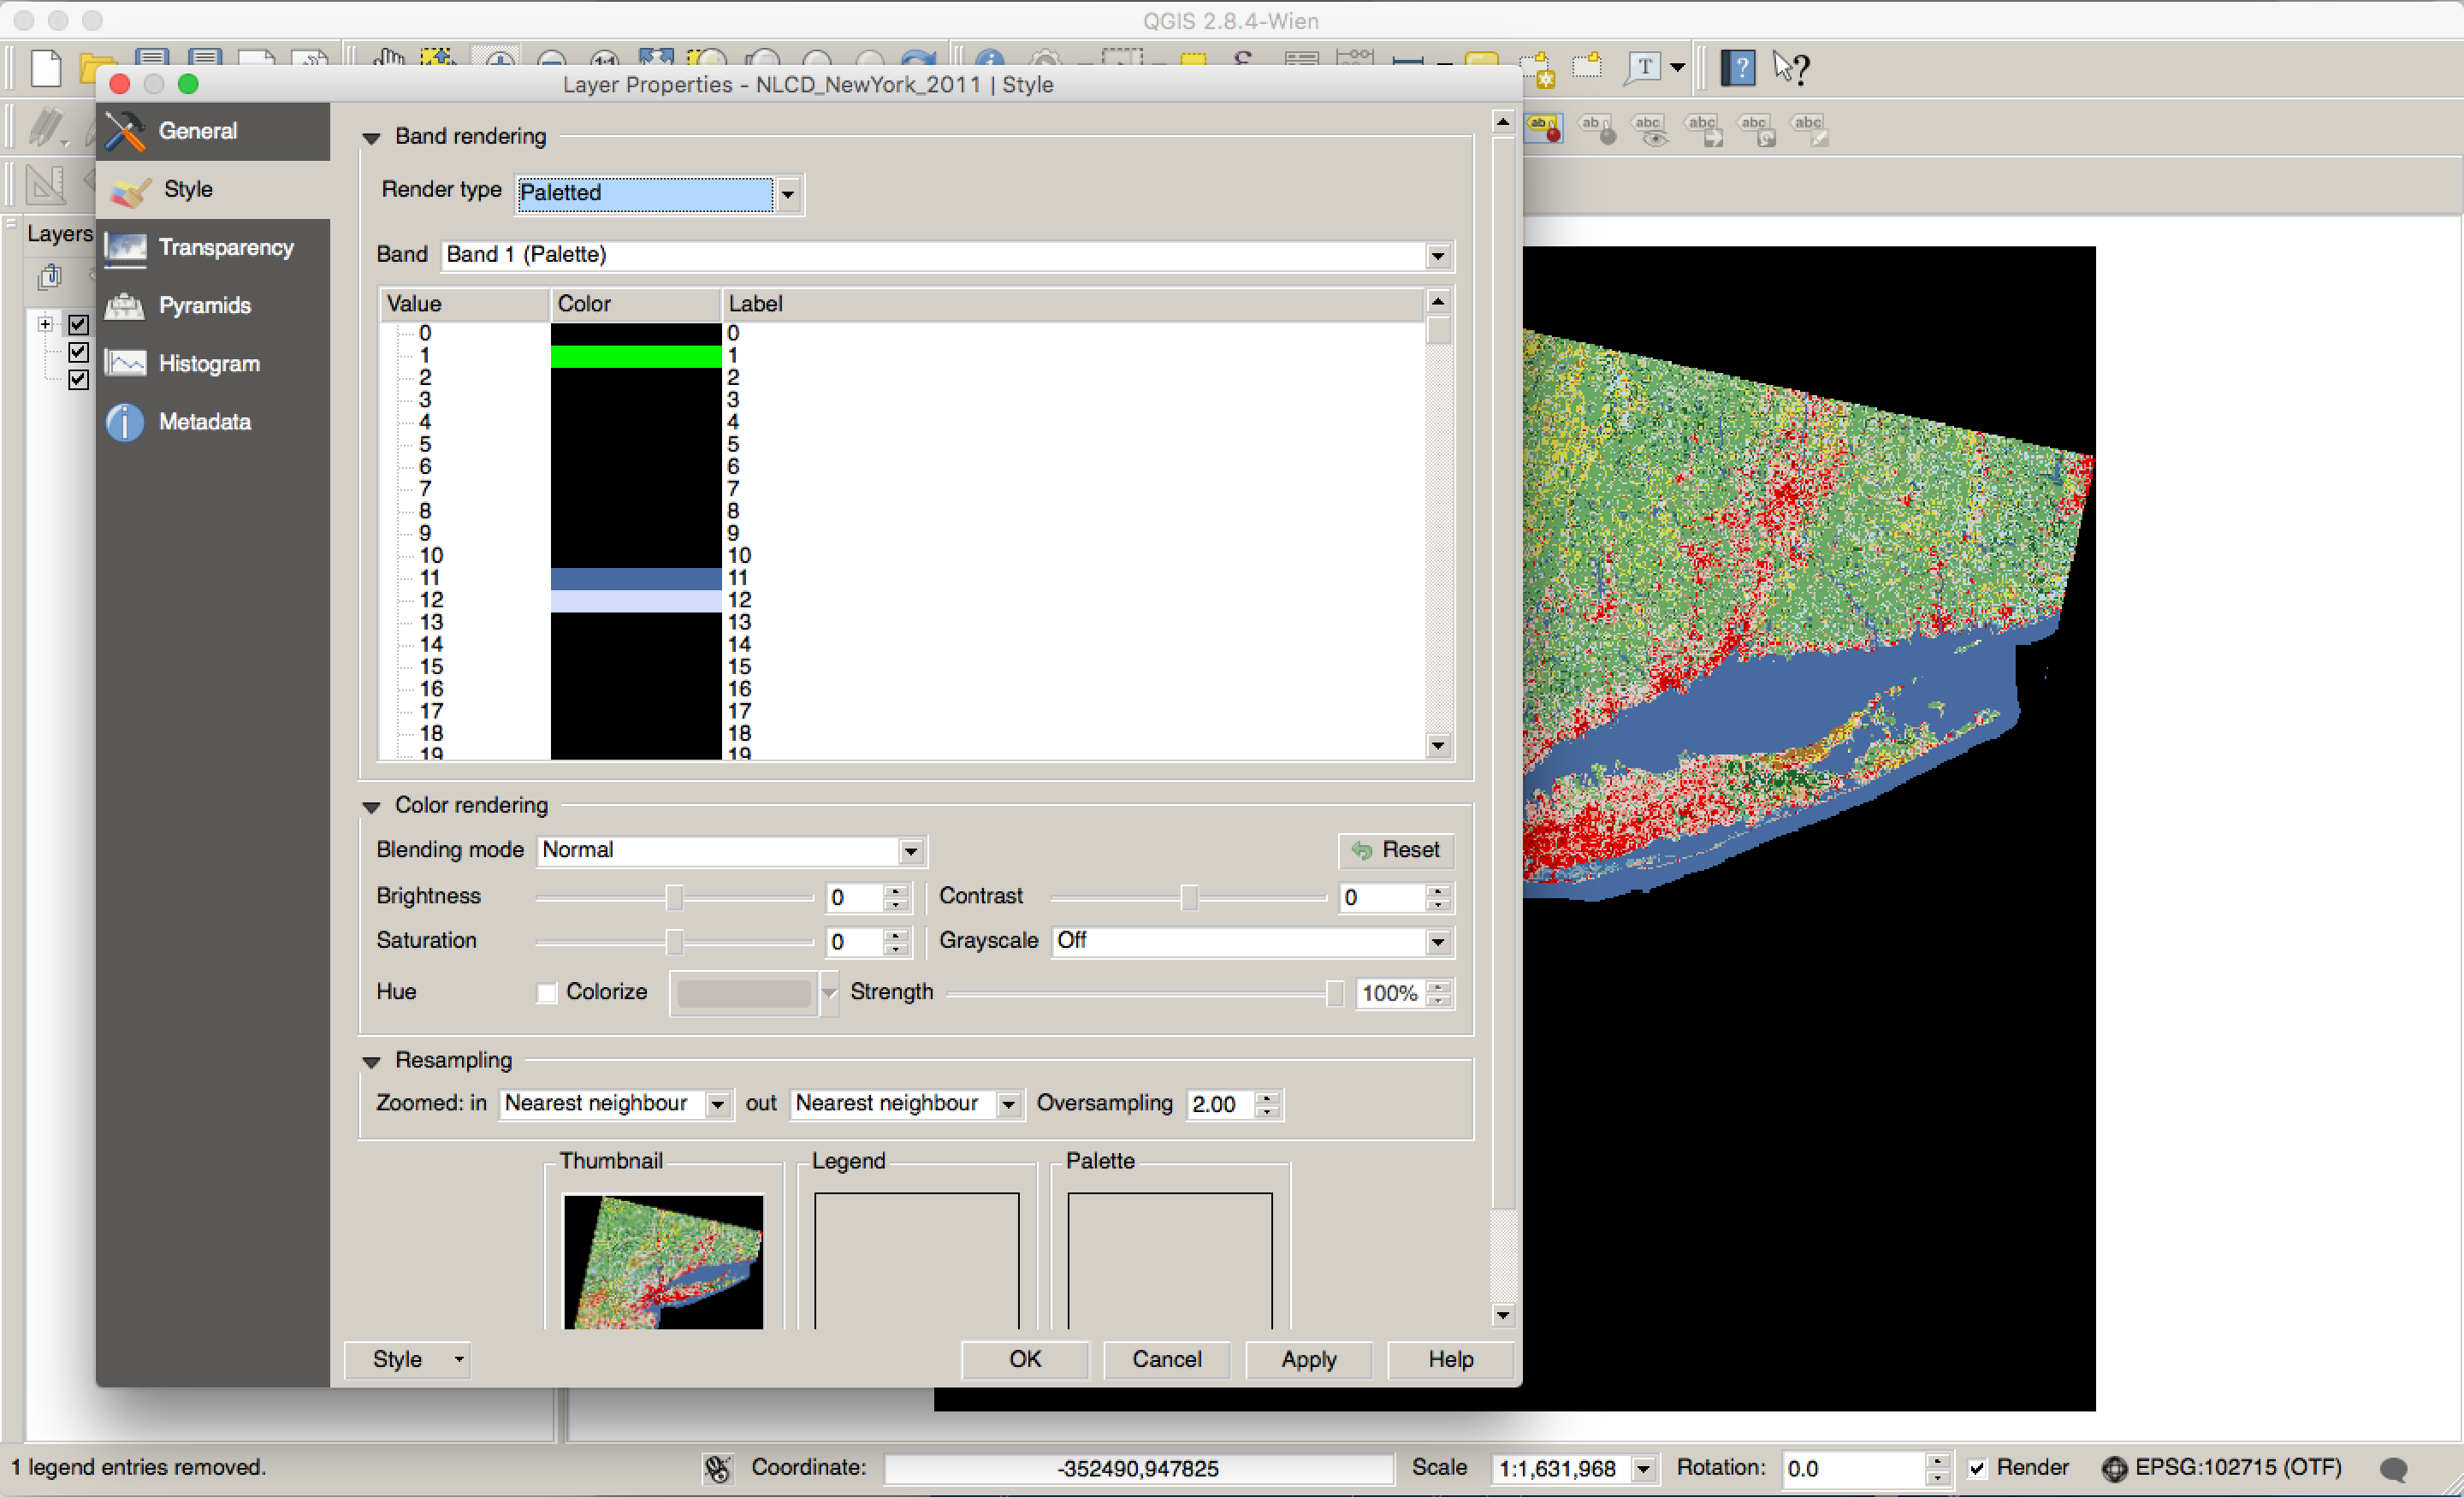 QGIS 2.8.4-Wien
Layer Properties - NLCD_NewYork_2011 | Style
General
Style
Transparency
Pyramids
Histogram
Metadata
Layers
Band rendering
Render type Paletted
Band Band 1 (Palette)
Value Color Label
0 0
1 1
2 2
3 3
4 4
5 5
6 6
7 7
8 8
9 9
10 10
11 11
12 12
13 13
14 14
15 15
16 16
17 17
18 18
19 19
Color rendering
Blending mode Normal Reset
Brightness 0 Contrast 0
Saturation 0 Grayscale Off
Hue Colorize Strength 100%
Resampling
Zoomed: in Nearest neighbour out Nearest neighbour Oversampling 2.00
Thumbnail Legend Palette
Style OK Cancel Apply Help
T ? ?
ab ab abc abc abc abc
1 legend entries removed. Coordinate: -352490,947825 Scale 1:1,631,968 Rotation: 0.0 Render EPSG:102715 (OTF)